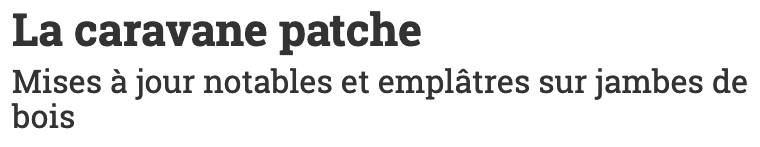 La caravane patche
Mises à jour notables et emplâtres sur jambes de
bois